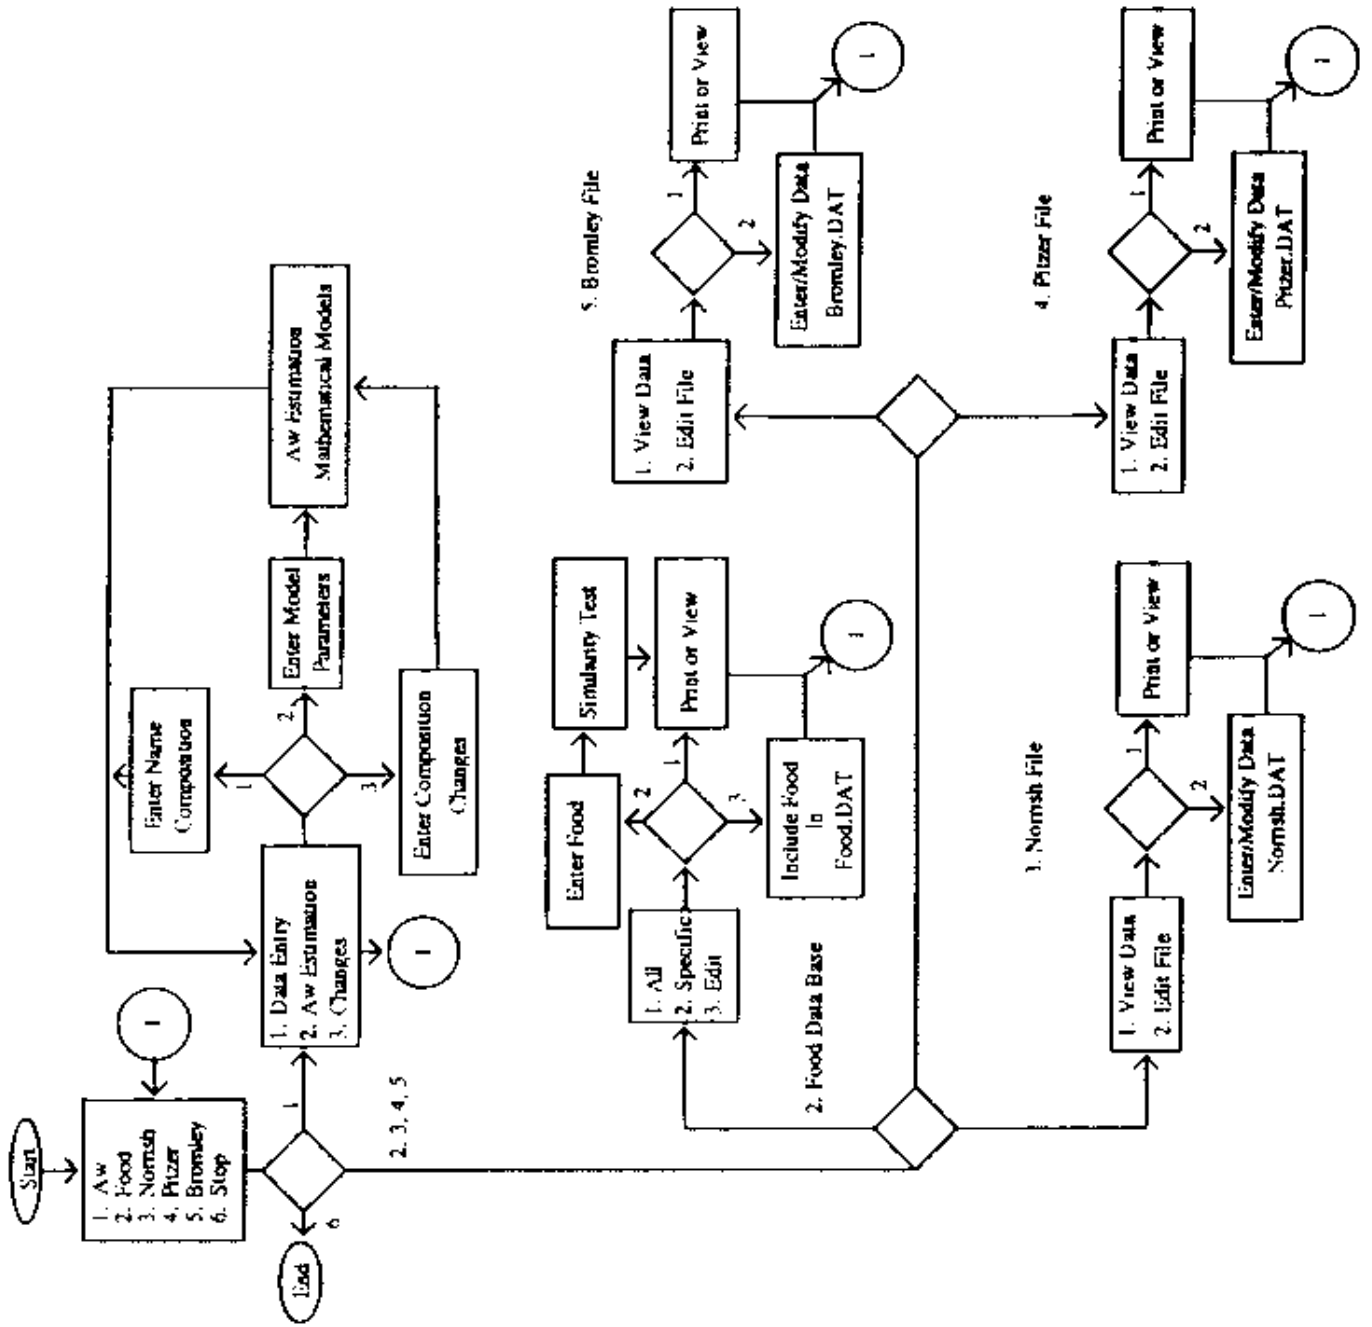 Start
1. Aw
2. Food
3. Norrish
4. Pitzer
5. Bromley
6. Stop
1
6
End
1
2, 3, 4, 5
1. Data Entry
2. Aw Estimation
3. Changes
1
1
2
3
Enter Name
Composition
Enter Model
Parameters
Enter Composition
Changes
Aw Estimation
Mathematical Models
2. Food Data Base
1. All
2. Specific
3. Edit
1
2
3
Enter Food
Simularity Test
Print or View
Include Food
In
Food.DAT
1
5. Bromley File
1. View Data
2. Edit File
1
2
Print or View
Enter/Modify Data
Bromley.DAT
1
3. Norrish File
1. View Data
2. Edit File
1
2
Print or View
Enter/Modify Data
Norrish.DAT
1
4. Pitzer File
1. View Data
2. Edit File
1
2
Print or View
Enter/Modify Data
Pitzer.DAT
1